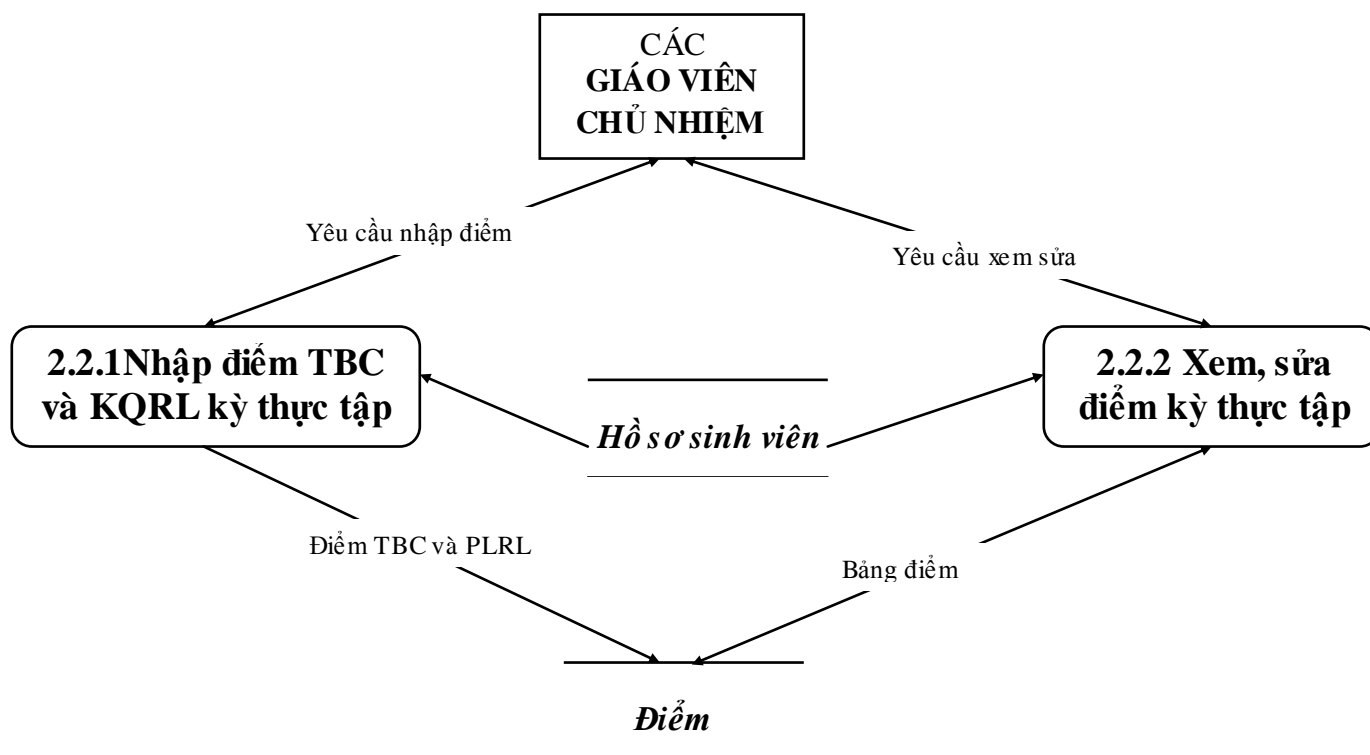 CÁC
GIÁO VIÊN
CHỦ NHIỆM
Yêu cầu nhập điểm
Yêu cầu xem sửa
2.2.1Nhập điểm TBC
và KQRL kỳ thực tập
2.2.2 Xem, sửa
điểm kỳ thực tập
Hồ sơ sinh viên
Điểm TBC và PLRL
Bảng điểm
Điểm